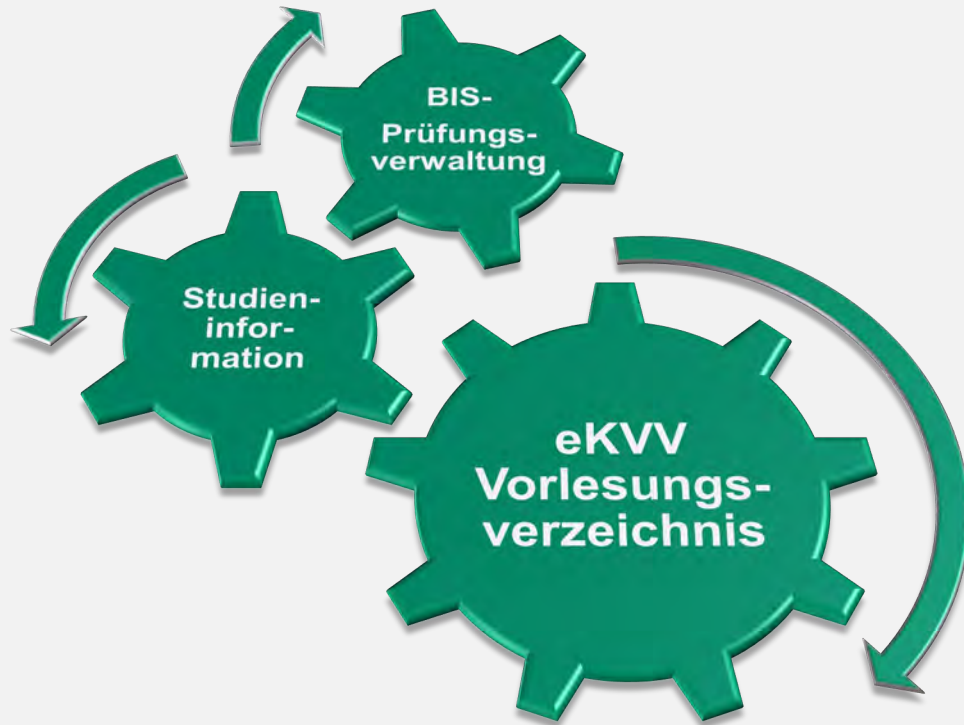 BIS-
Prüfungs-
verwaltung
Studien-
infor-
mation
eKVV
Vorlesungs-
verzeichnis